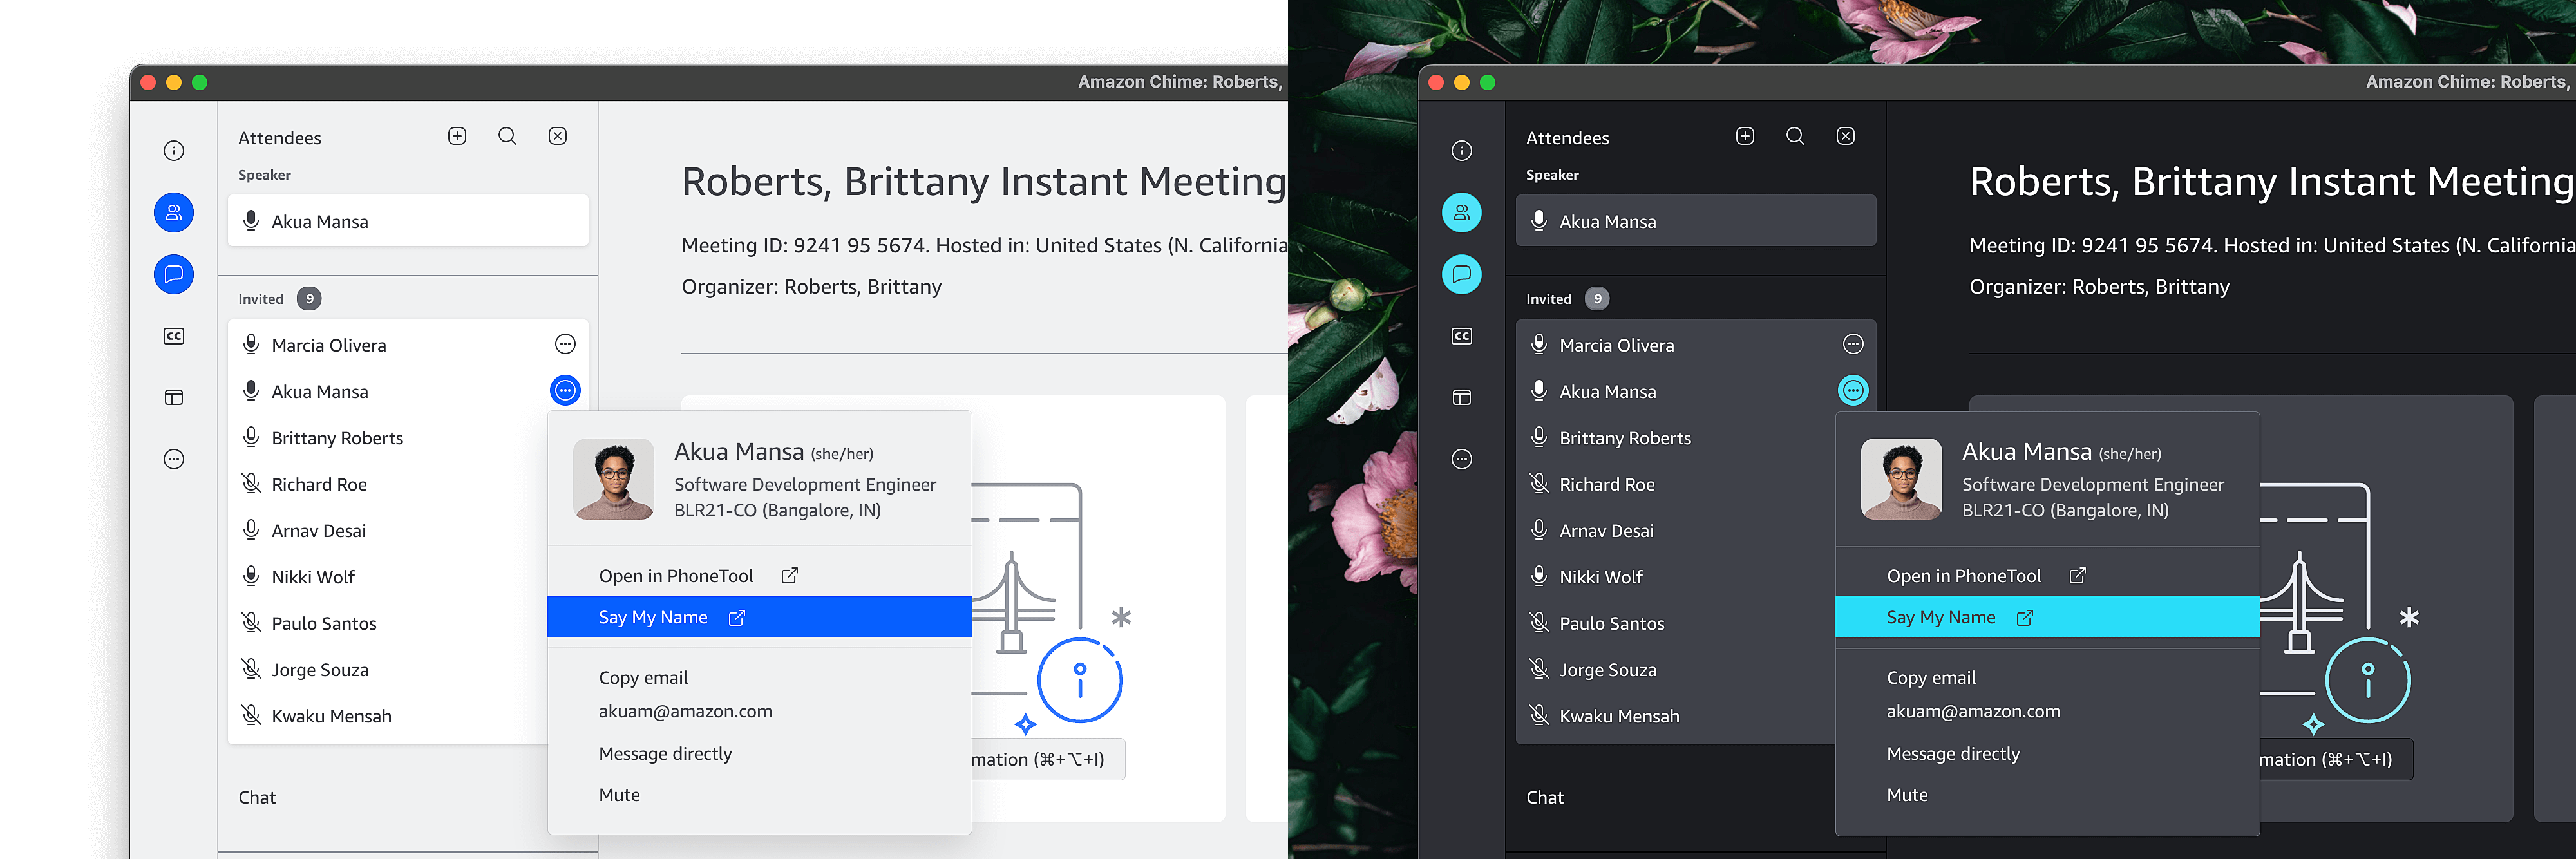 Amazon Chime: Roberts,
Attendees
Speaker
Akua Mansa
Invited 9
Marcia Olivera
Akua Mansa
Brittany Roberts
Richard Roe
Arnav Desai
Nikki Wolf
Paulo Santos
Jorge Souza
Kwaku Mensah
Chat
CC
Roberts, Brittany Instant Meeting
Meeting ID: 9241 95 5674. Hosted in: United States (N. California
Organizer: Roberts, Brittany
Akua Mansa (she/her)
Software Development Engineer
BLR21-CO (Bangalore, IN)
Open in PhoneTool
Say My Name
Copy email
akuam@amazon.com
Message directly
Mute
mation (⌘+⌥+I)
Amazon Chime: Roberts,
Attendees
Speaker
Akua Mansa
Invited 9
Marcia Olivera
Akua Mansa
Brittany Roberts
Richard Roe
Arnav Desai
Nikki Wolf
Paulo Santos
Jorge Souza
Kwaku Mensah
Chat
CC
Roberts, Brittany Instant Meeting
Meeting ID: 9241 95 5674. Hosted in: United States (N. California
Organizer: Roberts, Brittany
Akua Mansa (she/her)
Software Development Engineer
BLR21-CO (Bangalore, IN)
Open in PhoneTool
Say My Name
Copy email
akuam@amazon.com
Message directly
Mute
mation (⌘+⌥+I)